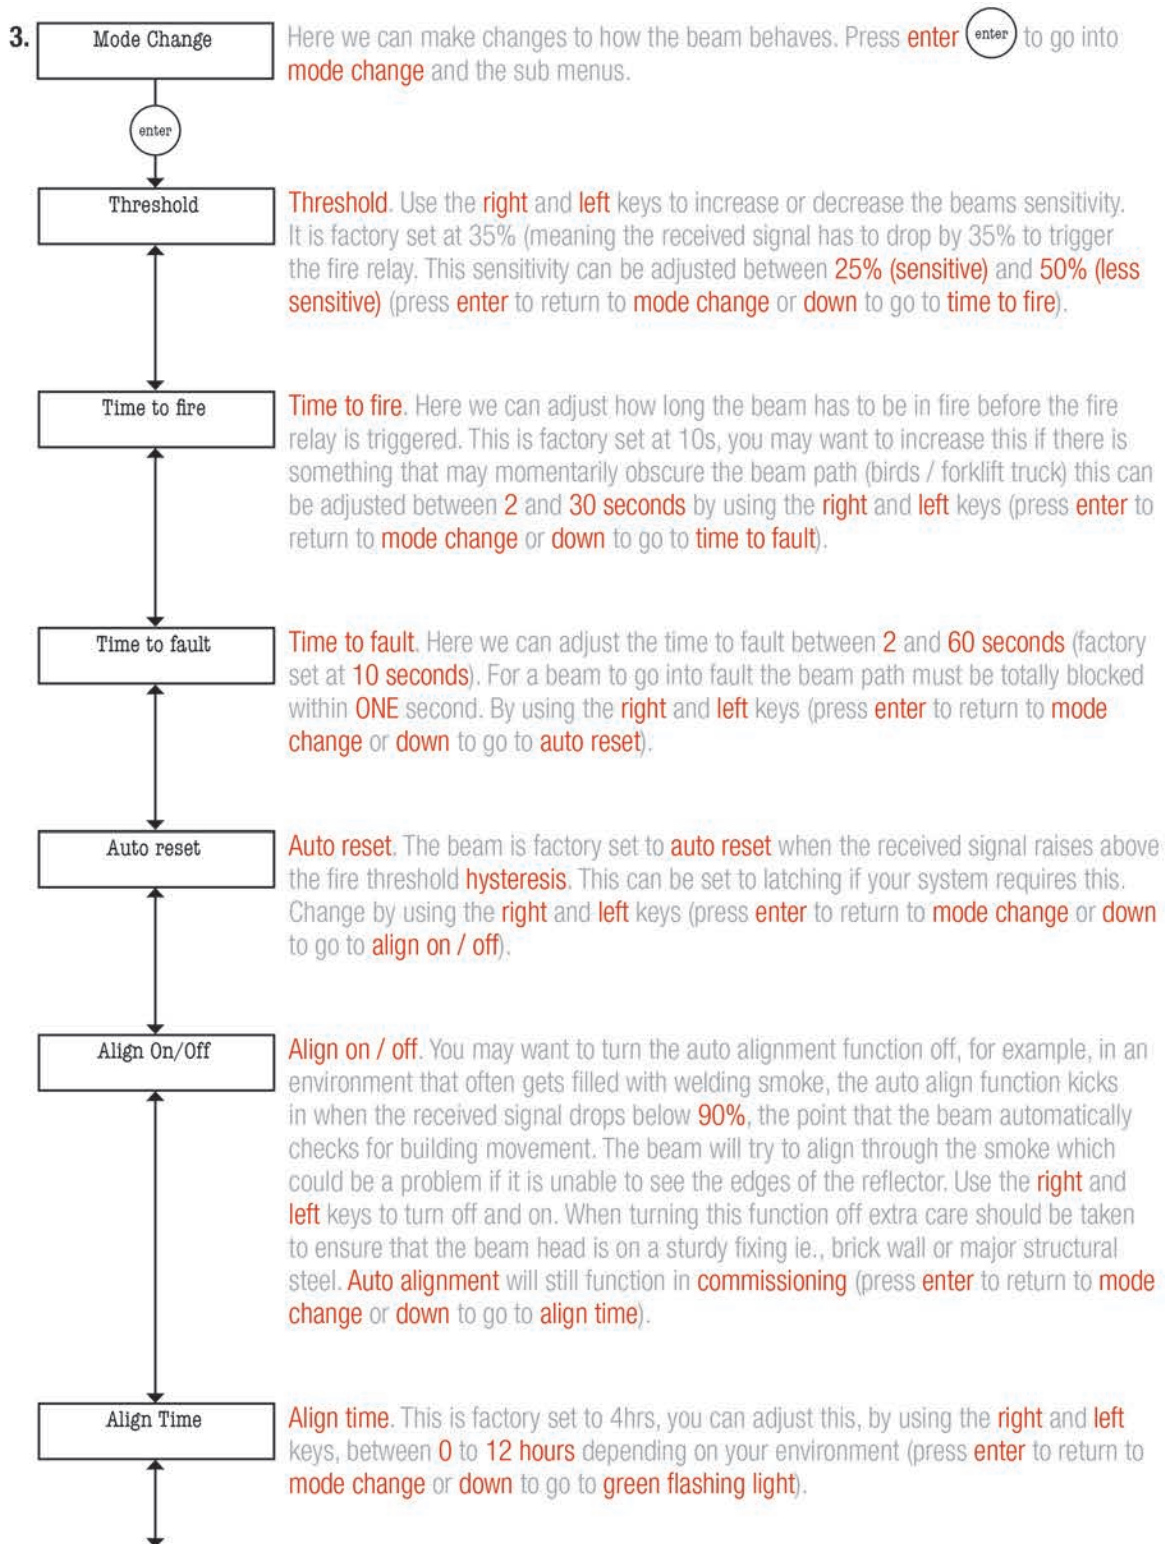 3.
Mode Change
Here we can make changes to how the beam behaves. Press enter (enter) to go into
mode change and the sub menus.
enter
Threshold
Threshold. Use the right and left keys to increase or decrease the beams sensitivity.
It is factory set at 35% (meaning the received signal has to drop by 35% to trigger
the fire relay. This sensitivity can be adjusted between 25% (sensitive) and 50% (less
sensitive) (press enter to return to mode change or down to go to time to fire).
Time to fire
Time to fire. Here we can adjust how long the beam has to be in fire before the fire
relay is triggered. This is factory set at 10s, you may want to increase this if there is
something that may momentarily obscure the beam path (birds / forklift truck) this can
be adjusted between 2 and 30 seconds by using the right and left keys (press enter to
return to mode change or down to go to time to fault).
Time to fault
Time to fault. Here we can adjust the time to fault between 2 and 60 seconds (factory
set at 10 seconds). For a beam to go into fault the beam path must be totally blocked
within ONE second. By using the right and left keys (press enter to return to mode
change or down to go to auto reset).
Auto reset
Auto reset. The beam is factory set to auto reset when the received signal raises above
the fire threshold hysteresis. This can be set to latching if your system requires this.
Change by using the right and left keys (press enter to return to mode change or down
to go to align on / off).
Align On/Off
Align on / off. You may want to turn the auto alignment function off, for example, in an
environment that often gets filled with welding smoke, the auto align function kicks
in when the received signal drops below 90%, the point that the beam automatically
checks for building movement. The beam will try to align through the smoke which
could be a problem if it is unable to see the edges of the reflector. Use the right and
left keys to turn off and on. When turning this function off extra care should be taken
to ensure that the beam head is on a sturdy fixing ie., brick wall or major structural
steel. Auto alignment will still function in commissioning (press enter to return to mode
change or down to go to align time).
Align Time
Align time. This is factory set to 4hrs, you can adjust this, by using the right and left
keys, between 0 to 12 hours depending on your environment (press enter to return to
mode change or down to go to green flashing light).